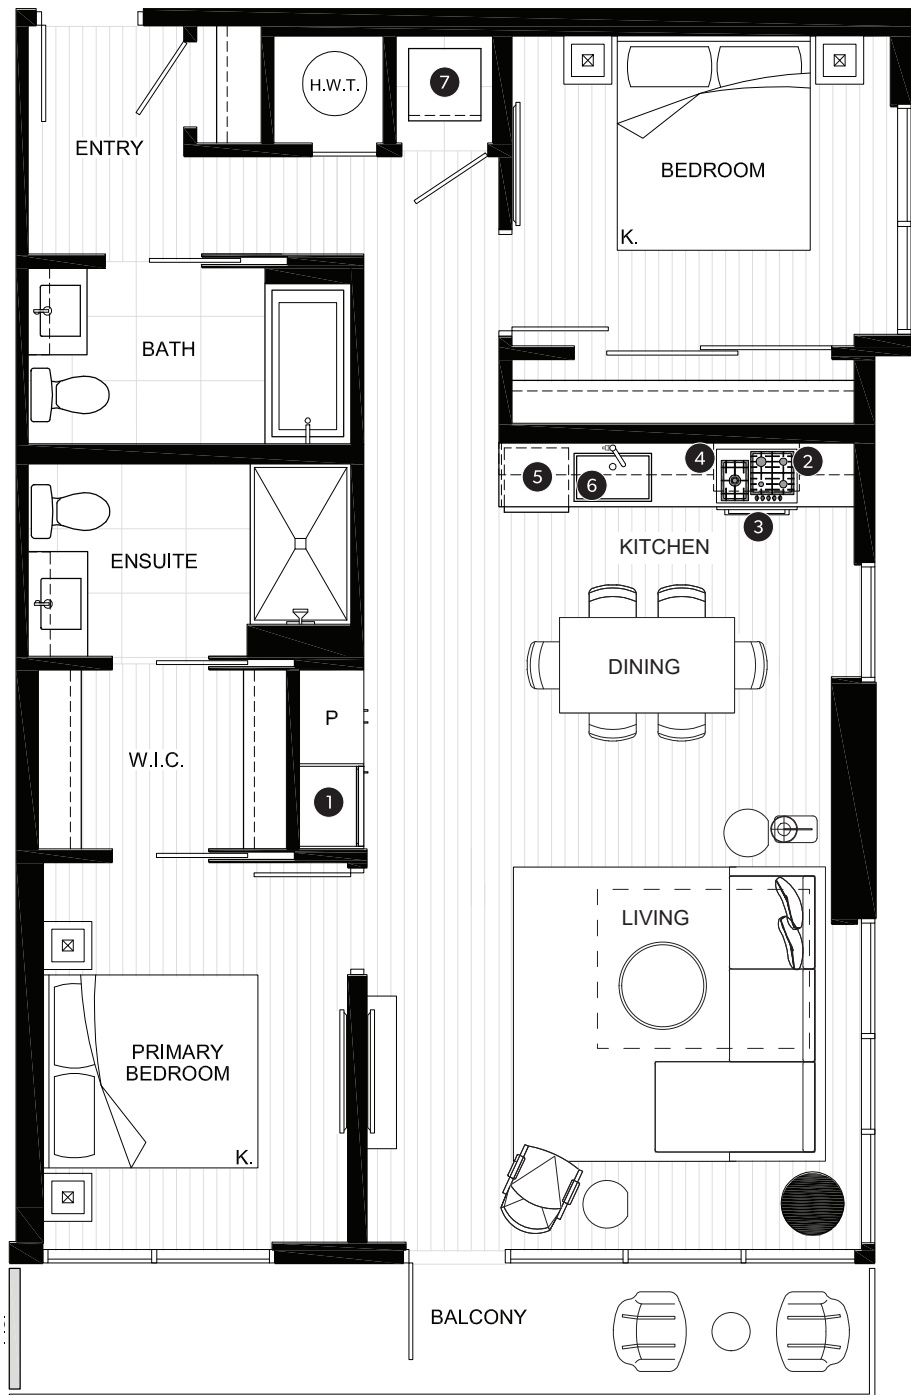 H.W.T.
7
ENTRY
BEDROOM
K.
BATH
5
6
4
2
3
KITCHEN
ENSUITE
DINING
P
W.I.C.
1
LIVING
PRIMARY
BEDROOM
K.
BALCONY